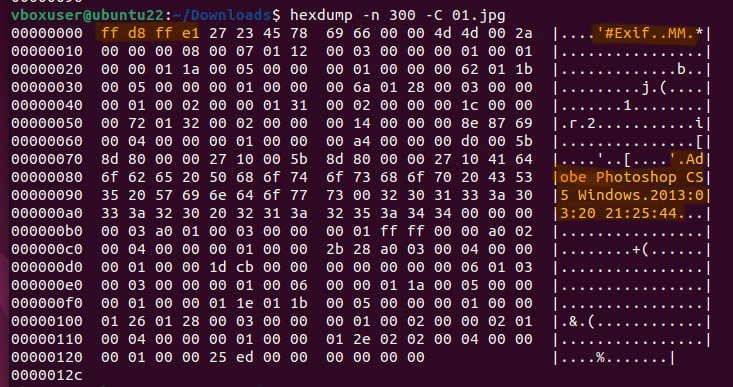 vboxuser@ubuntu22:~/Downloads$ hexdump -n 300 -C 01.jpg
00000000  ff d8 ff e1 27 23 45 78  69 66 00 00 4d 4d 00 2a  |....'#Exif..MM.*|
00000010  00 00 00 08 00 07 01 12  00 03 00 00 00 01 00 01  |................|
00000020  00 00 01 1a 00 05 00 00  00 01 00 00 00 62 01 1b  |.............b..|
00000030  00 05 00 00 00 01 00 00  00 6a 01 28 00 03 00 00  |.........j.(....|
00000040  00 01 00 02 00 00 01 31  00 02 00 00 00 1c 00 00  |.......1........|
00000050  00 72 01 32 00 02 00 00  00 14 00 00 00 8e 87 69  |.r.2...........i|
00000060  00 04 00 00 00 01 00 00  00 a4 00 00 00 d0 00 5b  |...............[|
00000070  8d 80 00 00 27 10 00 5b  8d 80 00 00 27 10 41 64  |....'..[....'.Ad|
00000080  6f 62 65 20 50 68 6f 74  6f 73 68 6f 70 20 43 53  |obe Photoshop CS|
00000090  35 20 57 69 6e 64 6f 77  73 00 32 30 31 33 3a 30  |5 Windows.2013:0|
000000a0  33 3a 32 30 20 32 31 3a  32 35 3a 34 34 00 00 00  |3:20 21:25:44...|
000000b0  00 03 a0 01 00 03 00 00  00 01 ff ff 00 00 a0 02  |................|
000000c0  00 04 00 00 00 01 00 00  2b 28 a0 03 00 04 00 00  |........+(......|
000000d0  00 01 00 00 1d cb 00 00  00 00 00 00 00 06 01 03  |................|
000000e0  00 03 00 00 00 01 00 06  00 00 01 1a 00 05 00 00  |................|
000000f0  00 01 00 00 01 1e 01 1b  00 05 00 00 00 01 00 00  |................|
00000100  01 26 01 28 00 03 00 00  00 01 00 02 00 00 02 01  |.&.(............|
00000110  00 04 00 00 00 01 00 00  01 2e 02 02 00 04 00 00  |................|
00000120  00 01 00 00 25 ed 00 00  00 00 00 00  |....%.......|
0000012c